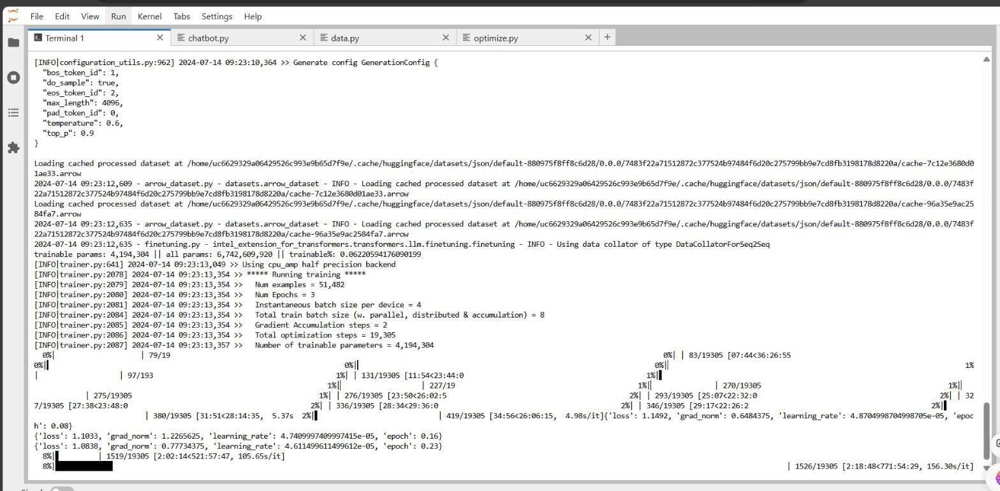 File Edit View Run Kernel Tabs Settings Help
Terminal 1 chatbot.py data.py optimize.py
[INFO|configuration_utils.py:962] 2024-07-14 09:23:10,364 >> Generate config GenerationConfig {
"bos_token_id": 1,
"do_sample": true,
"eos_token_id": 2,
"max_length": 4096,
"pad_token_id": 0,
"temperature": 0.6,
"top_p": 0.9
}
Loading cached processed dataset at /home/uc6629329a06429526c993e9b65d7f9e/.cache/huggingface/datasets/json/default-880975f8ff8c6d28/0.0.0/7483f22a71512872c377524b97484f6d20c275799bb9e7cd8fb3198178d8220a/cache-7c12e3680d0
1ae33.arrow
2024-07-14 09:23:12,609 - arrow_dataset.py - datasets.arrow_dataset - INFO - Loading cached processed dataset at /home/uc6629329a06429526c993e9b65d7f9e/.cache/huggingface/datasets/json/default-880975f8ff8c6d28/0.0.0/7483f
22a71512872c377524b97484f6d20c275799bb9e7cd8fb3198178d8220a/cache-7c12e3680d01ae33.arrow
Loading cached processed dataset at /home/uc6629329a06429526c993e9b65d7f9e/.cache/huggingface/datasets/json/default-880975f8ff8c6d28/0.0.0/7483f22a71512872c377524b97484f6d20c275799bb9e7cd8fb3198178d8220a/cache-96a35e9ac25
84fa7.arrow
2024-07-14 09:23:12,635 - arrow_dataset.py - datasets.arrow_dataset - INFO - Loading cached processed dataset at /home/uc6629329a06429526c993e9b65d7f9e/.cache/huggingface/datasets/json/default-880975f8ff8c6d28/0.0.0/7483f
22a71512872c377524b97484f6d20c275799bb9e7cd8fb3198178d8220a/cache-96a35e9ac2584fa7.arrow
2024-07-14 09:23:12,635 - finetuning.py - intel_extension_for_transformers.transformers.llm.finetuning.finetuning - INFO - Using data collator of type DataCollatorForSeq2Seq
trainable params: 4,194,304 || all params: 6,742,609,920 || trainable%: 0.06220594176090199
[INFO|trainer.py:641] 2024-07-14 09:23:13,049 >> Using cpu_amp half precision backend
[INFO|trainer.py:2078] 2024-07-14 09:23:13,354 >> ***** Running training *****
[INFO|trainer.py:2079] 2024-07-14 09:23:13,354 >> Num examples = 51,482
[INFO|trainer.py:2080] 2024-07-14 09:23:13,354 >> Num Epochs = 3
[INFO|trainer.py:2081] 2024-07-14 09:23:13,354 >> Instantaneous batch size per device = 4
[INFO|trainer.py:2084] 2024-07-14 09:23:13,354 >> Total train batch size (w. parallel, distributed & accumulation) = 8
[INFO|trainer.py:2085] 2024-07-14 09:23:13,354 >> Gradient Accumulation steps = 2
[INFO|trainer.py:2086] 2024-07-14 09:23:13,354 >> Total optimization steps = 19,305
[INFO|trainer.py:2087] 2024-07-14 09:23:13,357 >> Number of trainable parameters = 4,194,304
0%| | 79/19 0%| | 83/19305 [07:44<36:26:55
0%| 0%| 0%| 1%
| | 97/193 1%| | 131/19305 [11:54<23:44:0 1%|
1%| | 227/19 1%| | 270/19305 1%|
| 275/19305 1%| | 276/19305 [23:50<26:02:5 2%| | 293/19305 [25:07<22:32:0 2%| | 32
7/19305 [27:38<23:48:0 2%| | 336/19305 [28:34<29:36:0 2%| | 346/19305 [29:17<22:26:2 2%|
| 380/19305 [31:51<28:14:35, 5.37s 2%| | 419/19305 [34:56<26:06:15, 4.98s/it]{'loss': 1.1492, 'grad_norm': 0.6484375, 'learning_rate': 4.8704998704998705e-05, 'epoc
h': 0.08}
{'loss': 1.1033, 'grad_norm': 1.2265625, 'learning_rate': 4.7409997409997415e-05, 'epoch': 0.16}
{'loss': 1.0838, 'grad_norm': 0.77734375, 'learning_rate': 4.611499611499612e-05, 'epoch': 0.23}
8%| | 1519/19305 [2:02:14<521:57:47, 105.65s/it]
8%| | 1526/19305 [2:18:48<771:54:29, 156.30s/it]